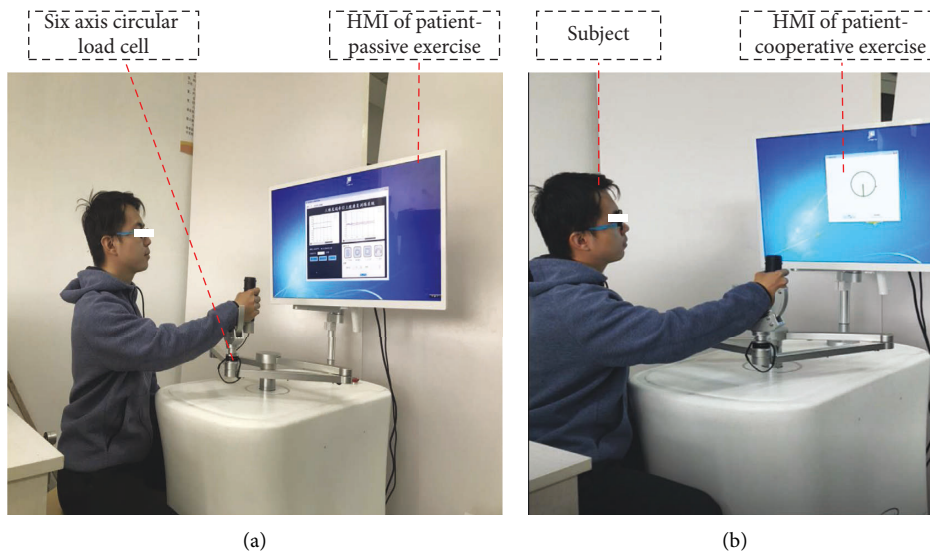 Six axis circular
load cell
HMI of patient-
passive exercise
Subject
HMI of patient-
cooperative exercise
(a)
(b)